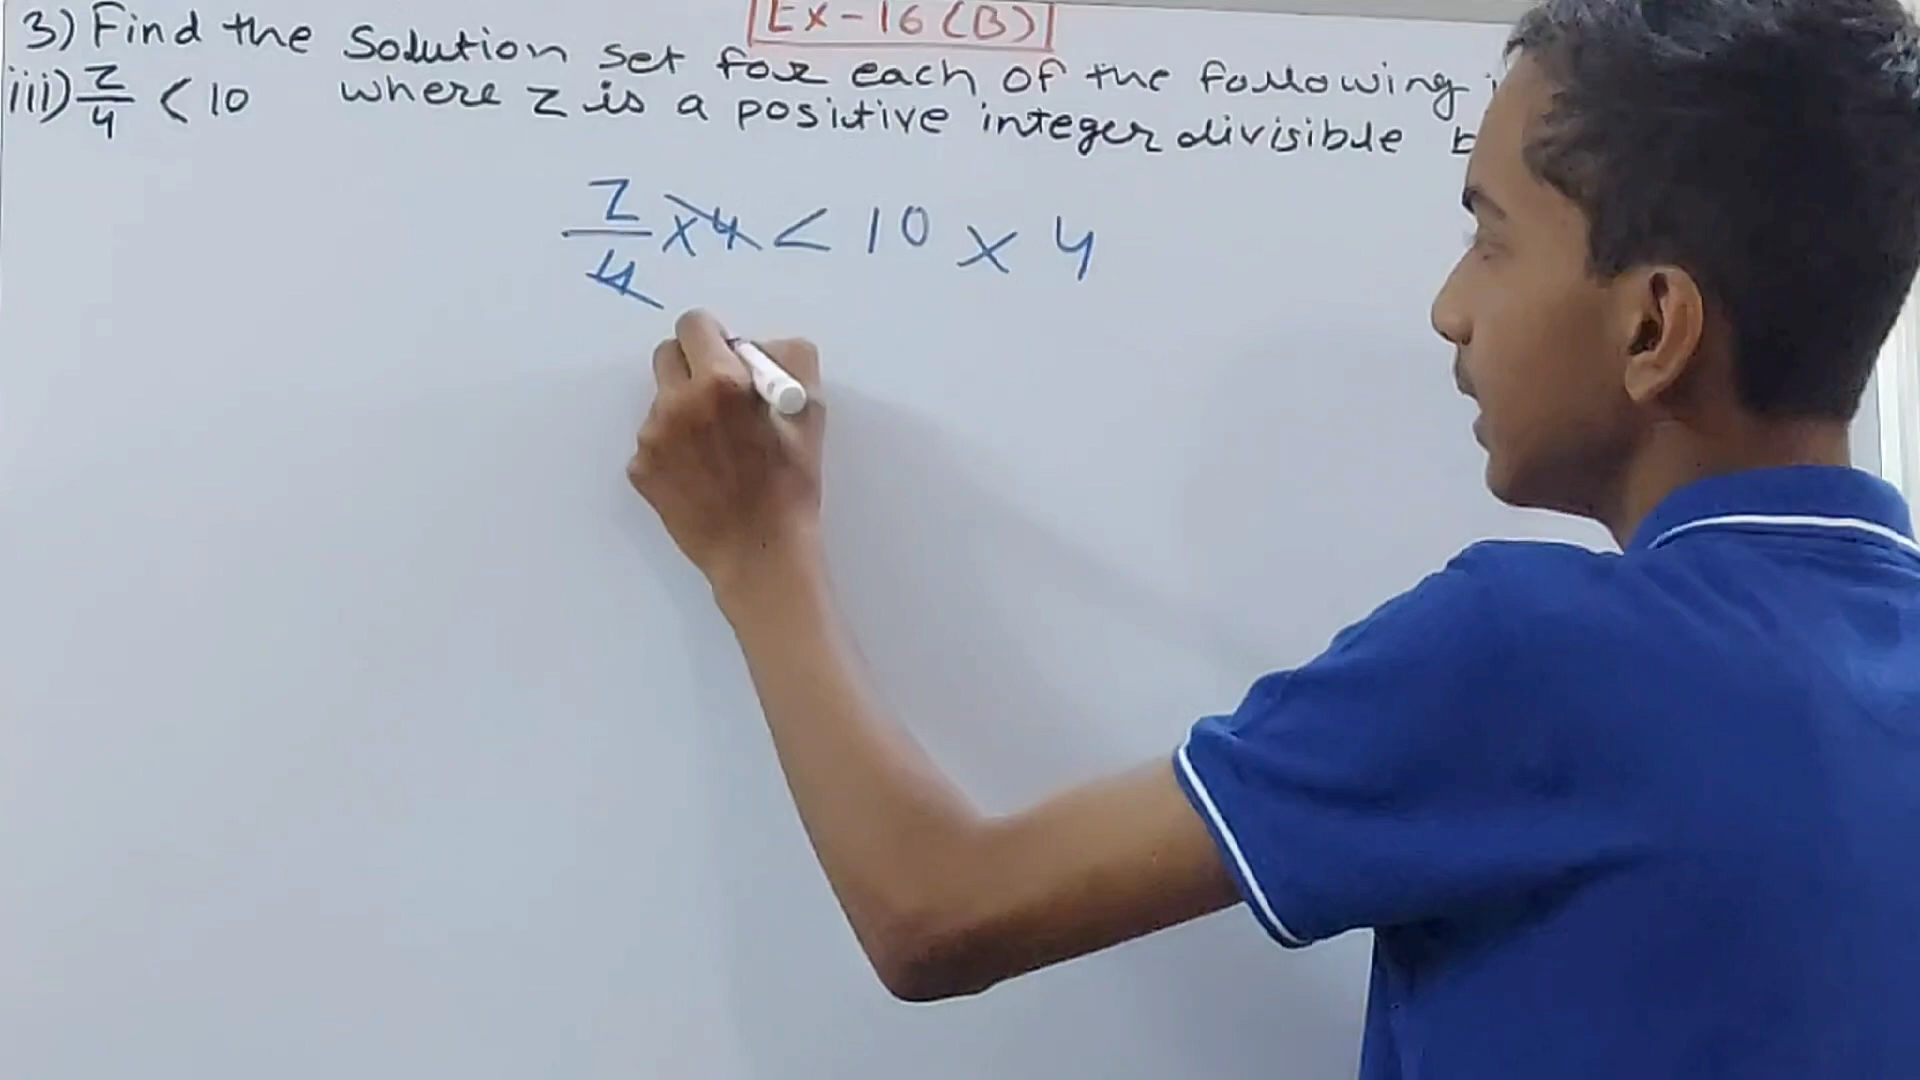 EX-16(B)
3) Find the Solution set for each of the following
iii) z/4 < 10 where z is a positive integer divisible
z/4 x 4 < 10 x 4